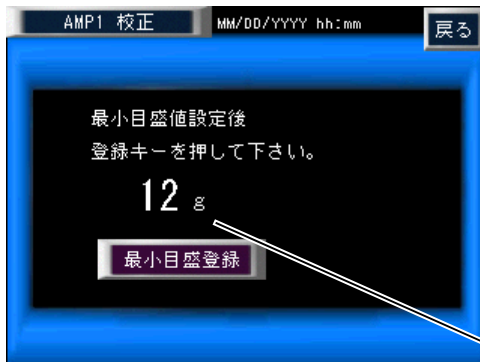 AMP1 校正
MM/DD/YYYY hh:mm
戻る
最小目盛値設定後
登録キーを押して下さい。
12 g
最小目盛登録